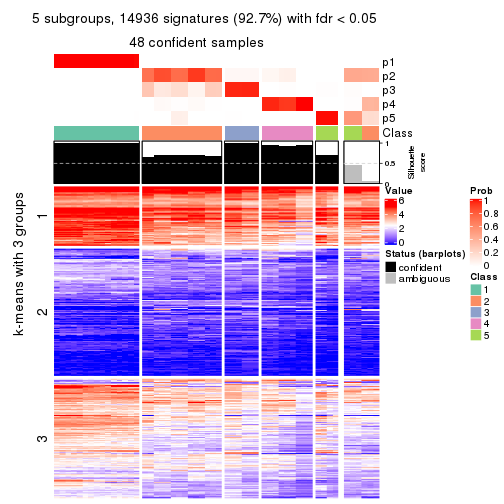 5 subgroups, 14936 signatures (92.7%) with fdr < 0.05
48 confident samples
p1
p2
p3
p4
p5
Class
1
0.5
0
Silhouette
score
k-means with 3 groups
1
2
3
Value
6
4
2
0
Status (barplots)
confident
ambiguous
Prob
1
0.8
0.6
0.4
0.2
0
Class
1
2
3
4
5